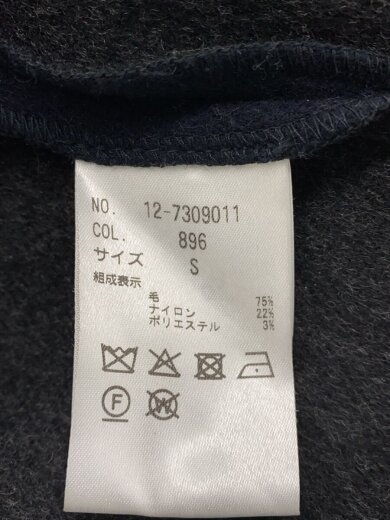 NO. 12-7309011
COL. 896
サイズ S
組成表示
毛 75%
ナイロン 22%
ポリエステル 3%
F
W